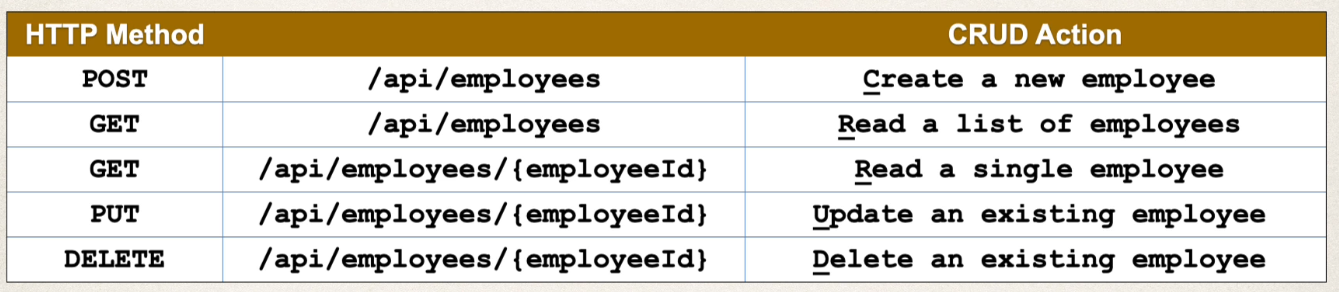 HTTP Method CRUD Action
POST /api/employees Create a new employee
GET /api/employees Read a list of employees
GET /api/employees/{employeeId} Read a single employee
PUT /api/employees/{employeeId} Update an existing employee
DELETE /api/employees/{employeeId} Delete an existing employee